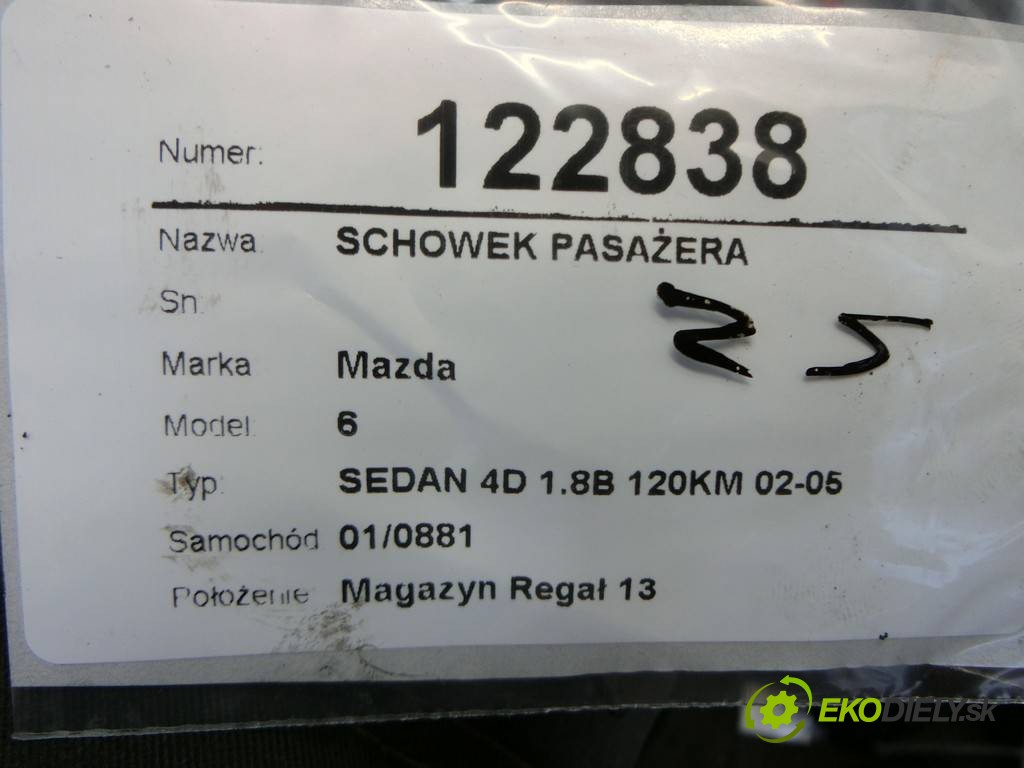 Numer: 122838
Nazwa: SCHOWEK PASAŻERA
Sn:
25
Marka Mazda
Model: 6
Typ: SEDAN 4D 1.8B 120KM 02-05
Samochód 01/0881
Położenie Magazyn Regał 13
EKODIELY.SK